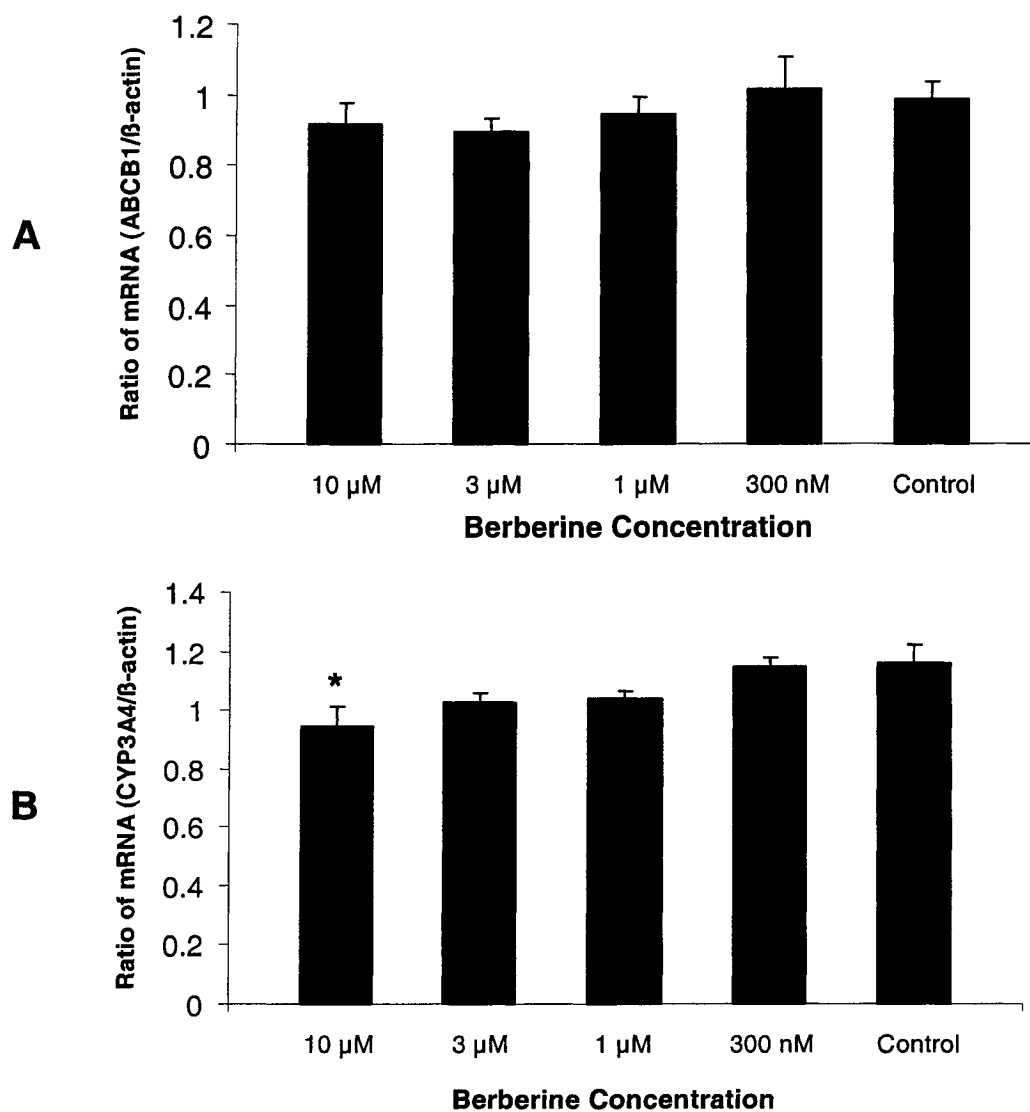 A
Ratio of mRNA (ABCB1/ß-actin)
1.2
1
0.8
0.6
0.4
0.2
0
10 µM 3 µM 1 µM 300 nM Control
Berberine Concentration
B
Ratio of mRNA (CYP3A4/ß-actin)
1.4
1.2
1
0.8
0.6
0.4
0.2
0
*
10 µM 3 µM 1 µM 300 nM Control
Berberine Concentration